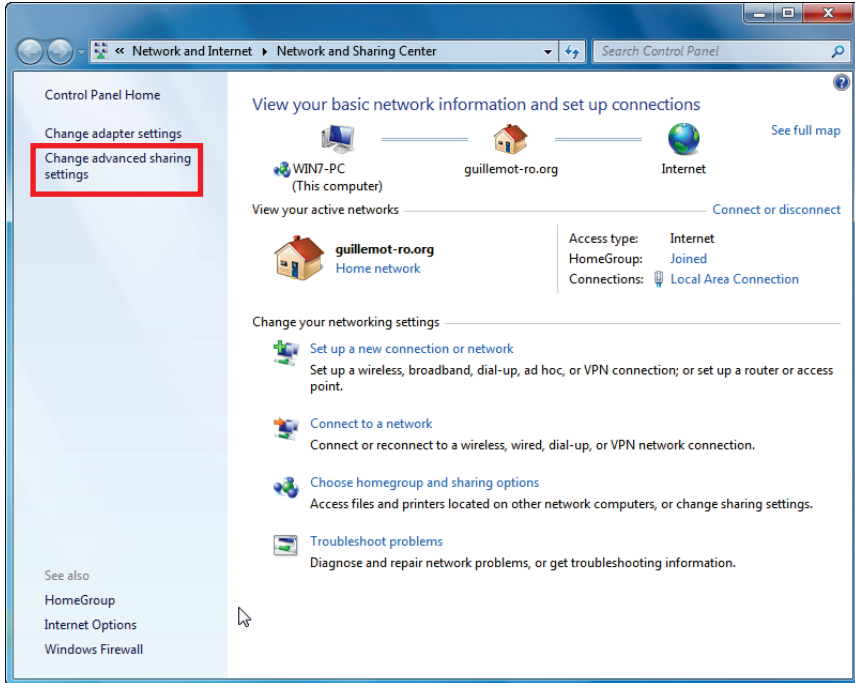 « Network and Internet ▸ Network and Sharing Center
Search Control Panel
Control Panel Home
Change adapter settings
Change advanced sharing
settings
View your basic network information and set up connections
See full map
WIN7-PC
(This computer)
guillemot-ro.org
Internet
View your active networks
Connect or disconnect
guillemot-ro.org
Home network
Access type: Internet
HomeGroup: Joined
Connections: Local Area Connection
Change your networking settings
Set up a new connection or network
Set up a wireless, broadband, dial-up, ad hoc, or VPN connection; or set up a router or access
point.
Connect to a network
Connect or reconnect to a wireless, wired, dial-up, or VPN network connection.
Choose homegroup and sharing options
Access files and printers located on other network computers, or change sharing settings.
Troubleshoot problems
Diagnose and repair network problems, or get troubleshooting information.
See also
HomeGroup
Internet Options
Windows Firewall